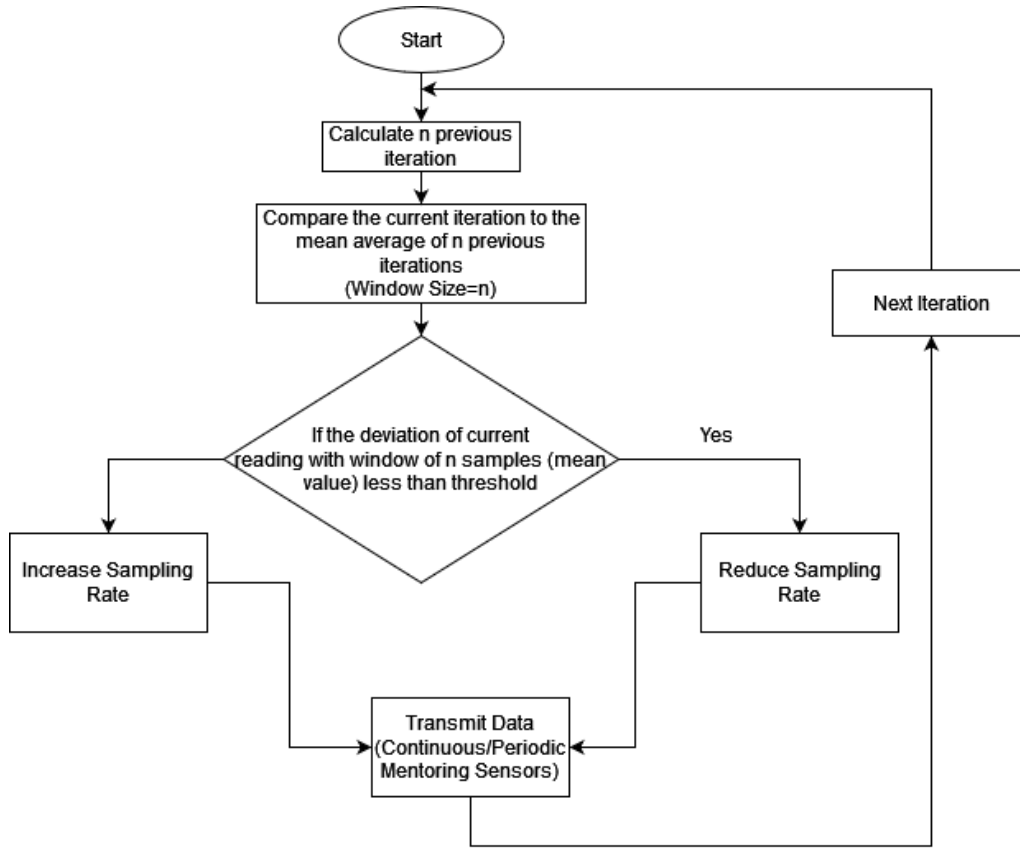 Start
Calculate n previous
iteration
Compare the current iteration to the
mean average of n previous
iterations
(Window Size=n)
Next Iteration
If the deviation of current
reading with window of n samples (mean
value) less than threshold
Yes
Increase Sampling
Rate
Reduce Sampling
Rate
Transmit Data
(Continuous/Periodic
Mentoring Sensors)